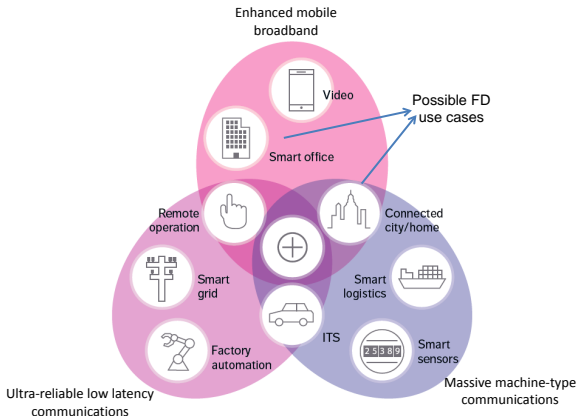 Enhanced mobile
broadband
Video
Possible FD
use cases
Smart office
Remote
operation
Connected
city/home
Smart
grid
Smart
logistics
ITS
Factory
automation
25389
Smart
sensors
Ultra-reliable low latency
communications
Massive machine-type
communications